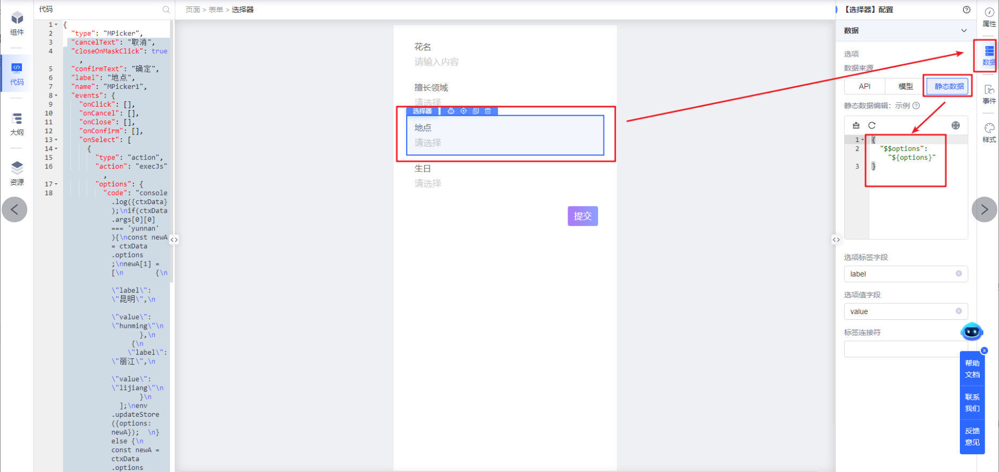 组件
代码
大纲
资源
代码
1
2
3
4
5
6
7
8
9
10
11
12
13
14
15
16
17
18
{
"type": "MPicker",
"cancelText": "取消",
"closeOnMaskClick": true
,
"confirmText": "确定",
"label": "地点",
"name": "MPicker1",
"events": {
"onClick": [],
"onCancel": [],
"onClose": [],
"onConfirm": [],
"onSelect": [
{
"type": "action",
"action": "execJs"
,
"options": {
"code": "console
.log({ctxData}
);\nif(ctxData
.args[0][0]
=== 'yunnan'
){\nconst newA
= ctxData
.options
;\nnewA[1] =
[\n {\n
\"label\":
\"昆明\",\n
\"value\":
\"hunming\"\n
},\n
{\n
\"label\":
\"丽江\",\n
\"value\":
\"lijiang\"\n
}\n
];\nenv
.updateStore
({options:
newA}); \n}
else {\n
const newA =
ctxData
.options
页面 > 表单 > 选择器
花名
请输入内容
擅长领域
请选择
选择器
地点
请选择
生日
请选择
提交
【选择器】配置
数据
选项
数据来源
API 模型 静态数据
静态数据编辑：示例
1 {
2 "$$options":
"${options}"
3 }
选项标签字段
label
选项值字段
value
标签连接符
属性
数据
事件
样式
帮助
文档
联系
我们
反馈
意见